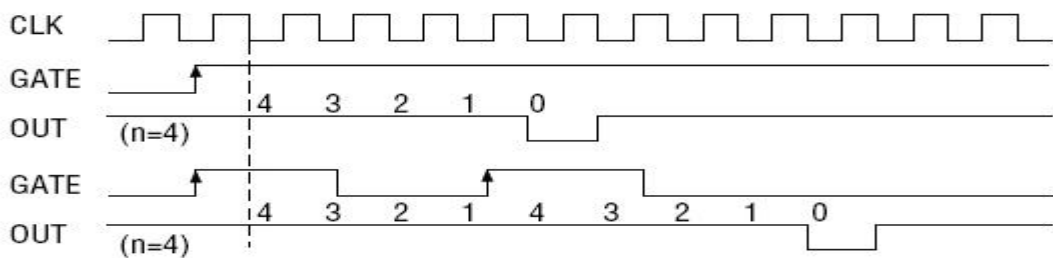 CLK
GATE
4 3 2 1 0
OUT (n=4)
GATE
4 3 2 1 4 3 2 1 0
OUT (n=4)